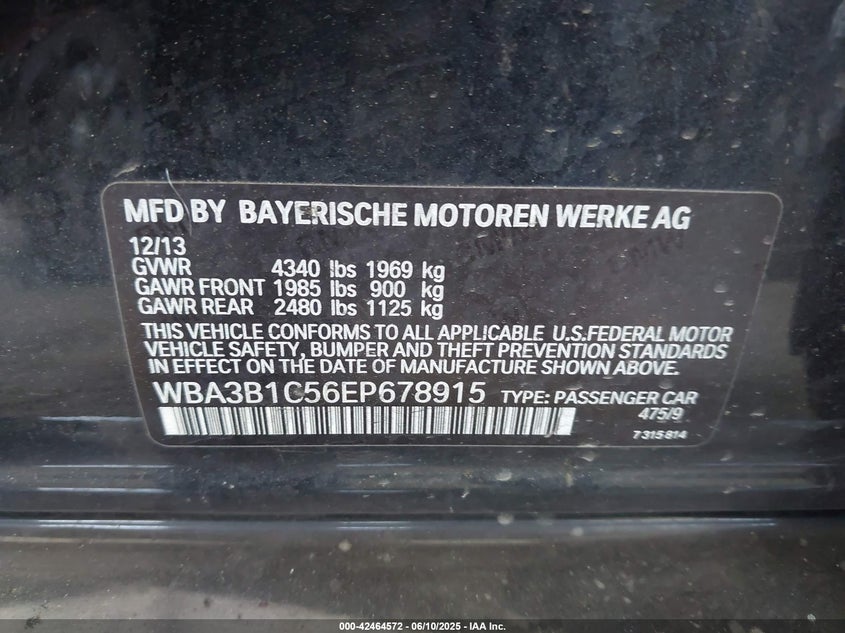 MFD BY BAYERISCHE MOTOREN WERKE AG
12/13
GVWR 4340 lbs 1969 kg
GAWR FRONT 1985 lbs 900 kg
GAWR REAR 2480 lbs 1125 kg
THIS VEHICLE CONFORMS TO ALL APPLICABLE U.S.FEDERAL MOTOR
VEHICLE SAFETY, BUMPER AND THEFT PREVENTION STANDARDS
IN EFFECT ON THE DATE OF MANUFACTURE SHOWN ABOVE.
WBA3B1C56EP678915 TYPE: PASSENGER CAR
475/9
7 315 814
000-42464572 - 06/10/2025 - IAA Inc.